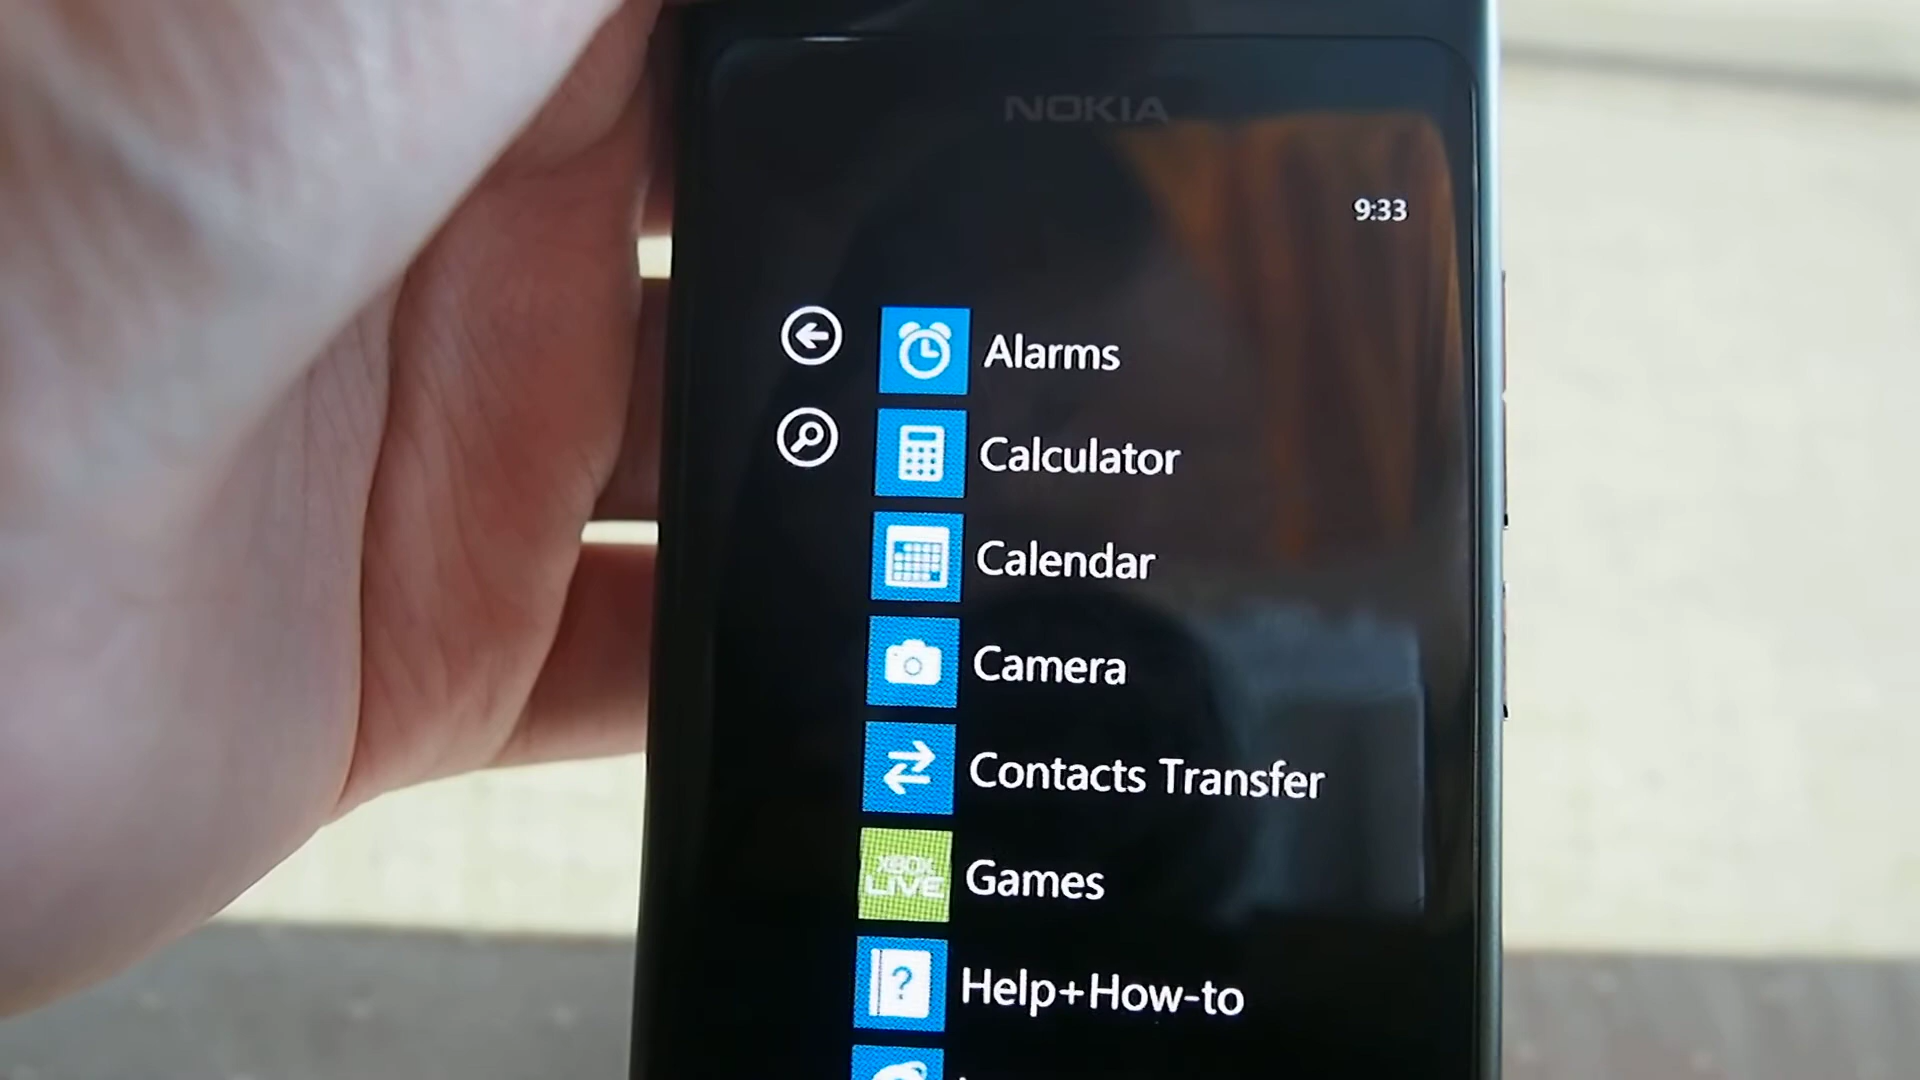 NOKIA
9:33
Alarms
Calculator
Calendar
Camera
Contacts Transfer
XBOX
LIVE
Games
?
Help+How-to